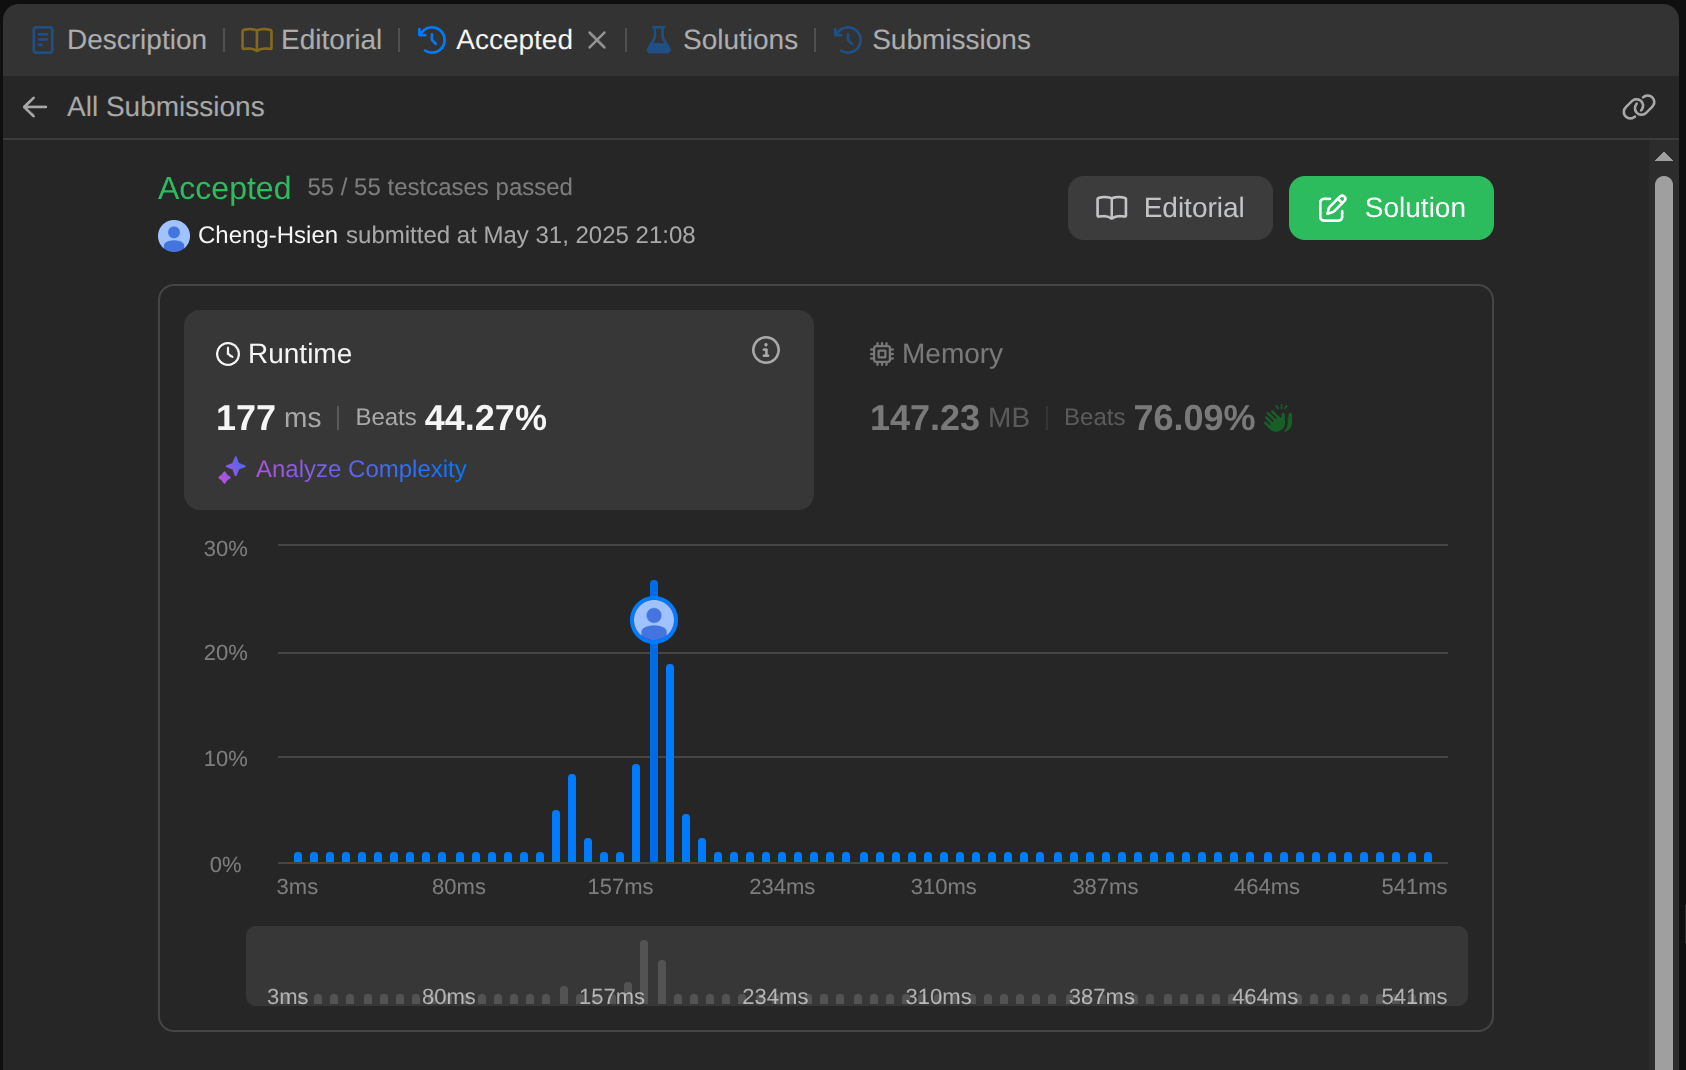 Description | Editorial | Accepted | Solutions | Submissions
All Submissions
Accepted 55 / 55 testcases passed
Cheng-Hsien submitted at May 31, 2025 21:08
Editorial
Solution
Runtime
177 ms | Beats 44.27%
Analyze Complexity
Memory
147.23 MB | Beats 76.09%
30%
20%
10%
0%
3ms 80ms 157ms 234ms 310ms 387ms 464ms 541ms
3ms 80ms 157ms 234ms 310ms 387ms 464ms 541ms